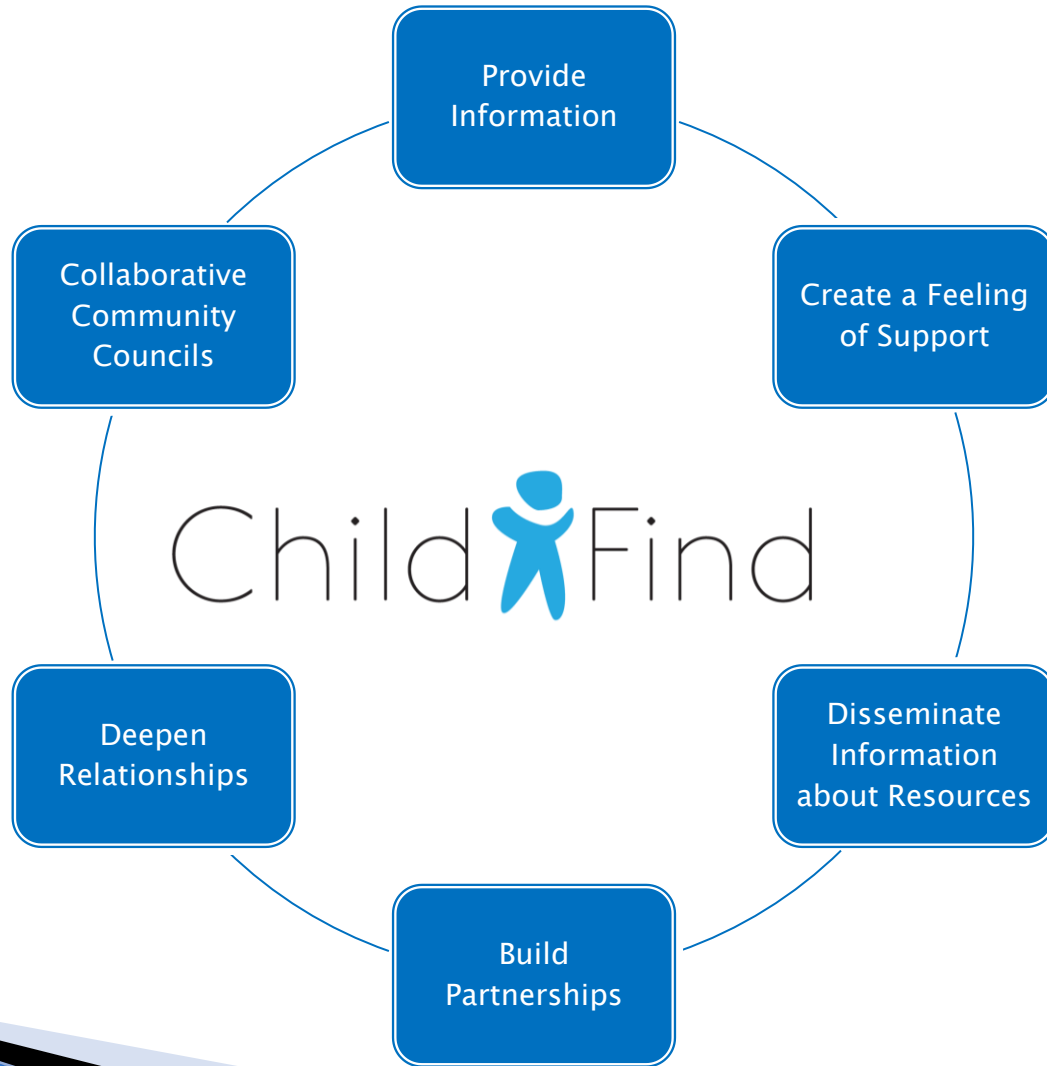 Provide
Information
Create a Feeling
of Support
Disseminate
Information
about Resources
Build
Partnerships
Deepen
Relationships
Collaborative
Community
Councils
Child Find